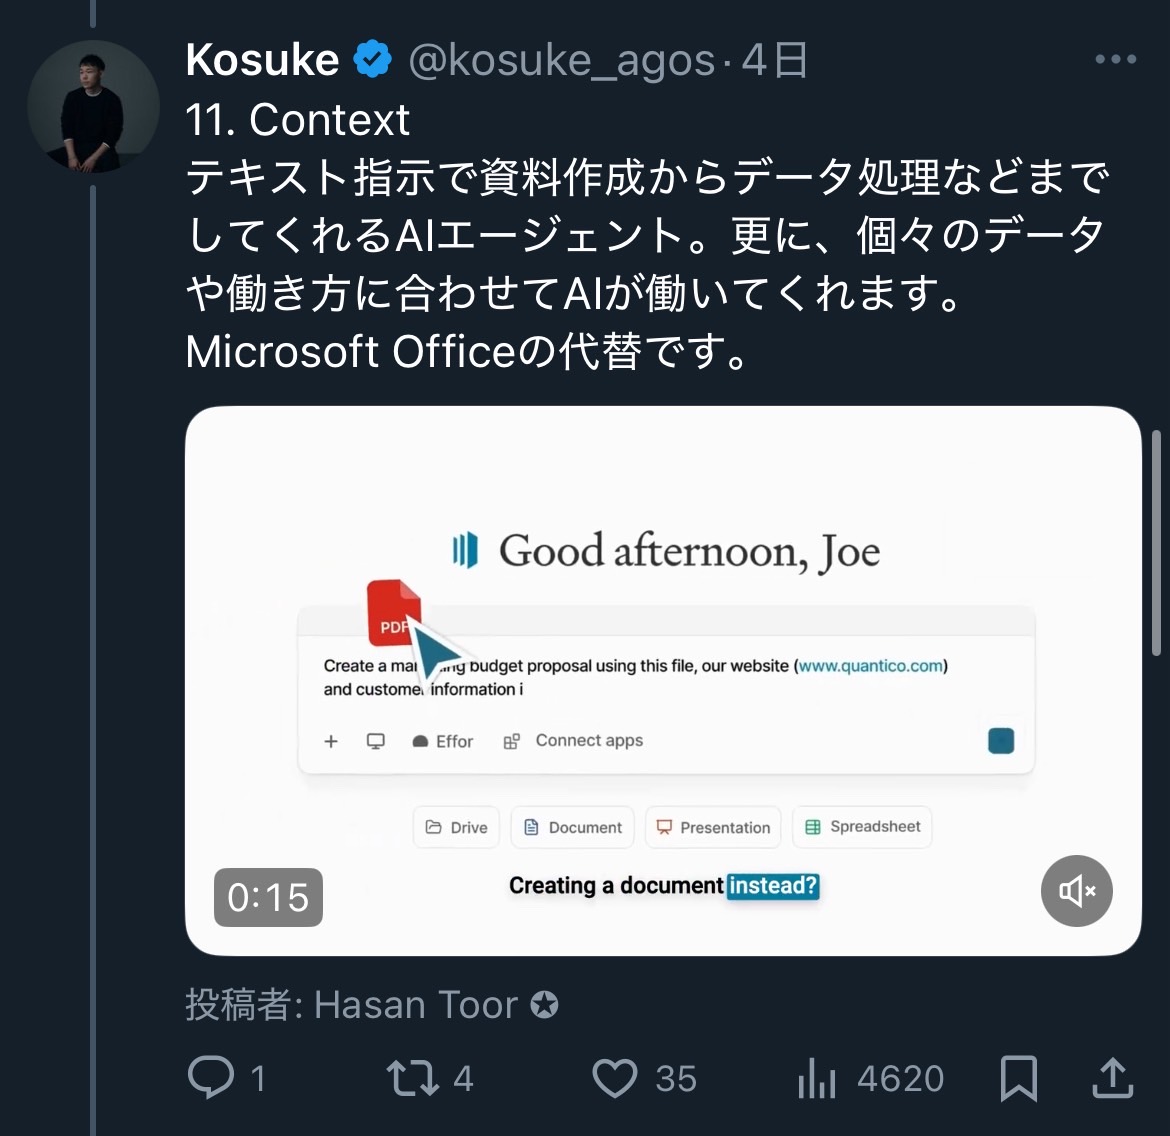 Kosuke @kosuke_agos · 4日
11. Context
テキスト指示で資料作成からデータ処理などまで
してくれるAIエージェント。更に、個々のデータ
や働き方に合わせてAIが働いてくれます。
Microsoft Officeの代替です。
Good afternoon, Joe
PDF
Create a budget proposal using this file, our website (www.quantico.com)
and customer information i
+ Effor Connect apps
Drive Document Presentation Spreadsheet
Creating a document instead?
0:15
投稿者: Hasan Toor
1 4 35 4620